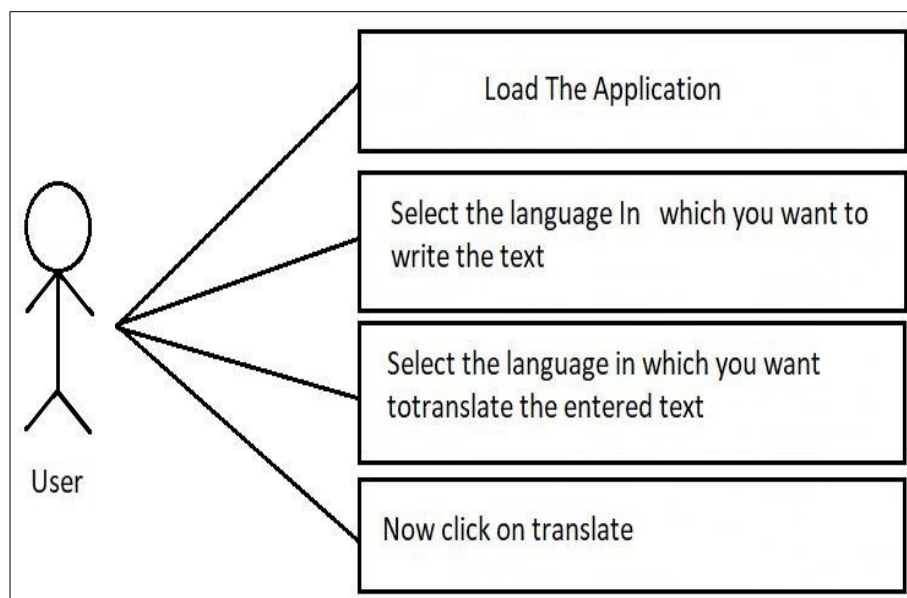 Load The Application
Select the language In which you want to
write the text
Select the language in which you want
totranslate the entered text
User
Now click on translate